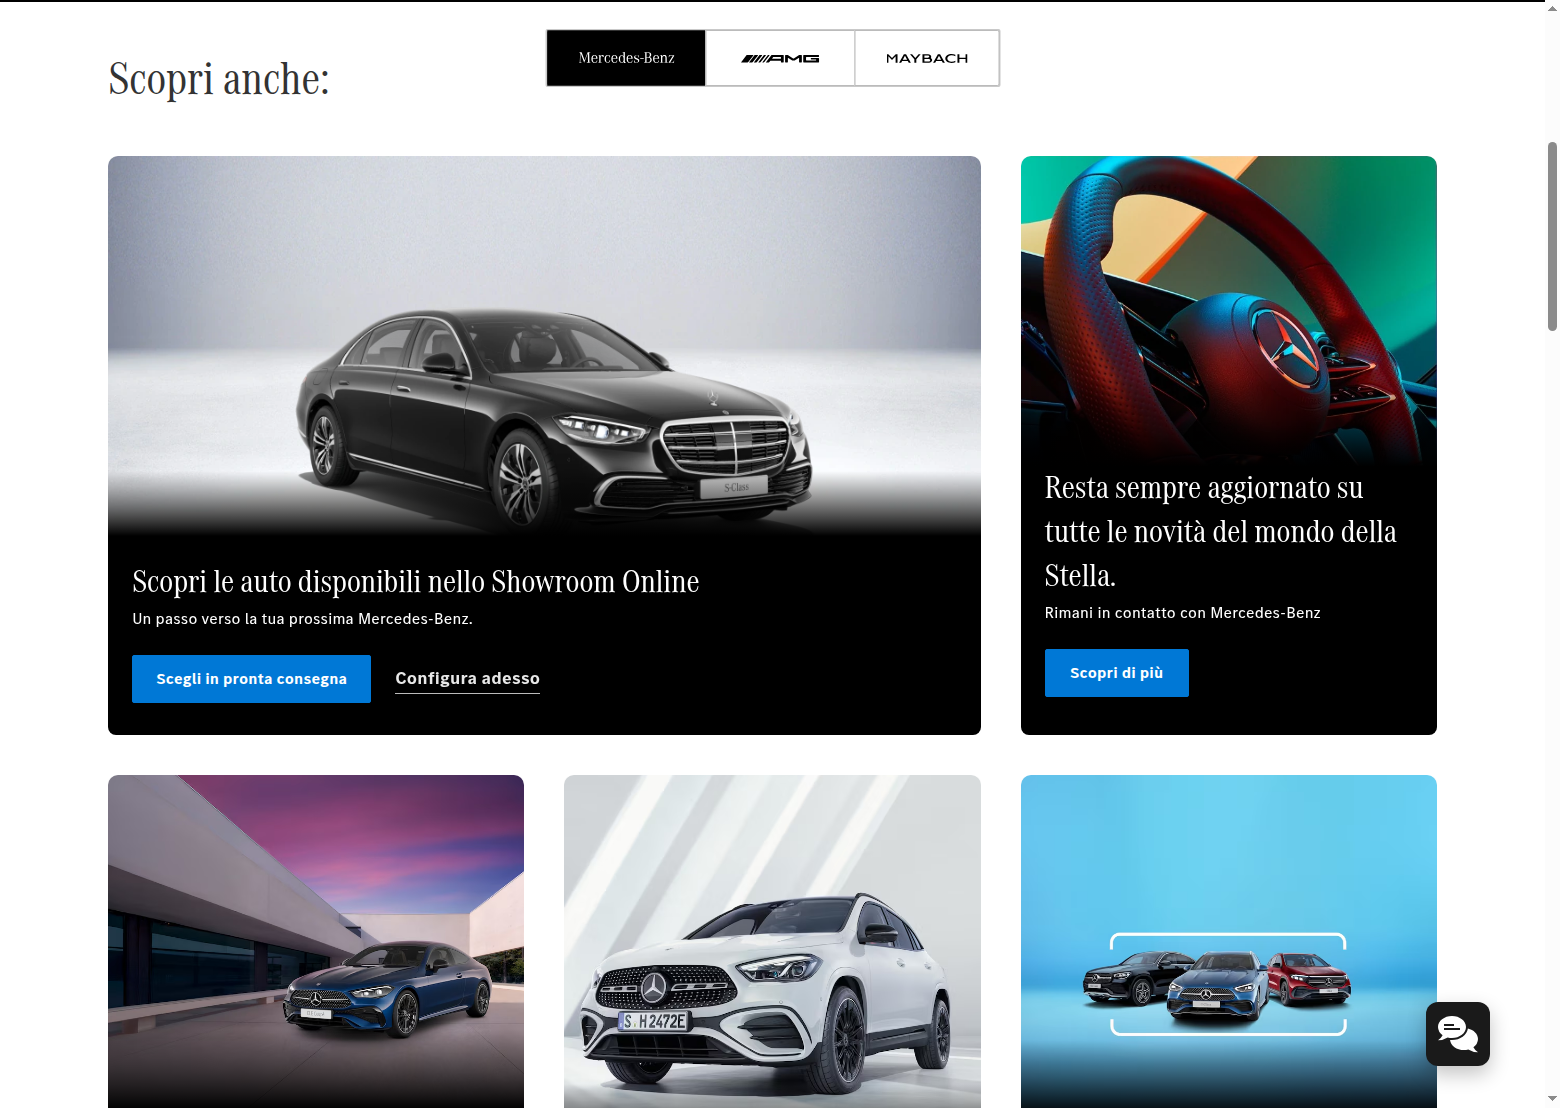 Scopri anche:
Mercedes-Benz
AMG
MAYBACH
S-Class
Scopri le auto disponibili nello Showroom Online
Un passo verso la tua prossima Mercedes-Benz.
Scegli in pronta consegna
Configura adesso
Resta sempre aggiornato su
tutte le novità del mondo della
Stella.
Rimani in contatto con Mercedes-Benz
Scopri di più
S H 2472E